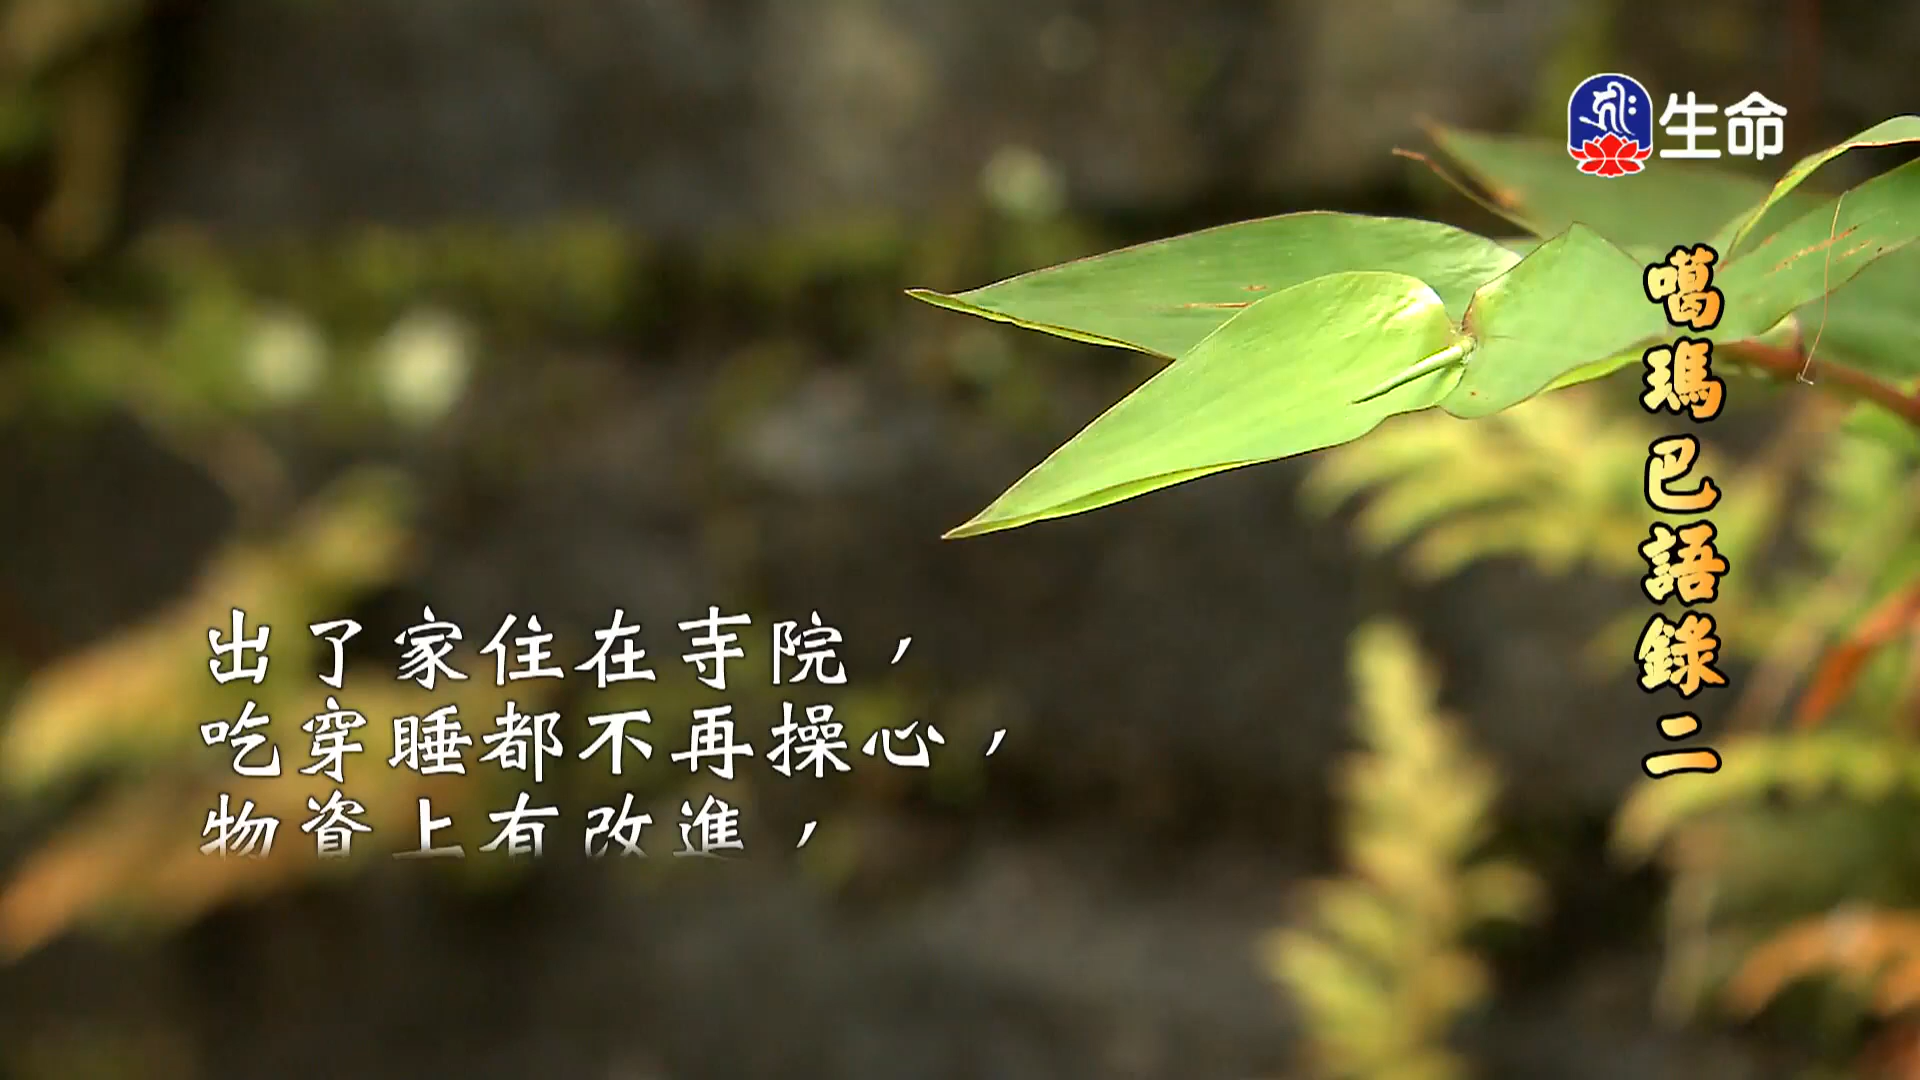 生命
噶瑪巴語錄二
出了家住在寺院，
吃穿睡都不再操心，
物資上有改進，